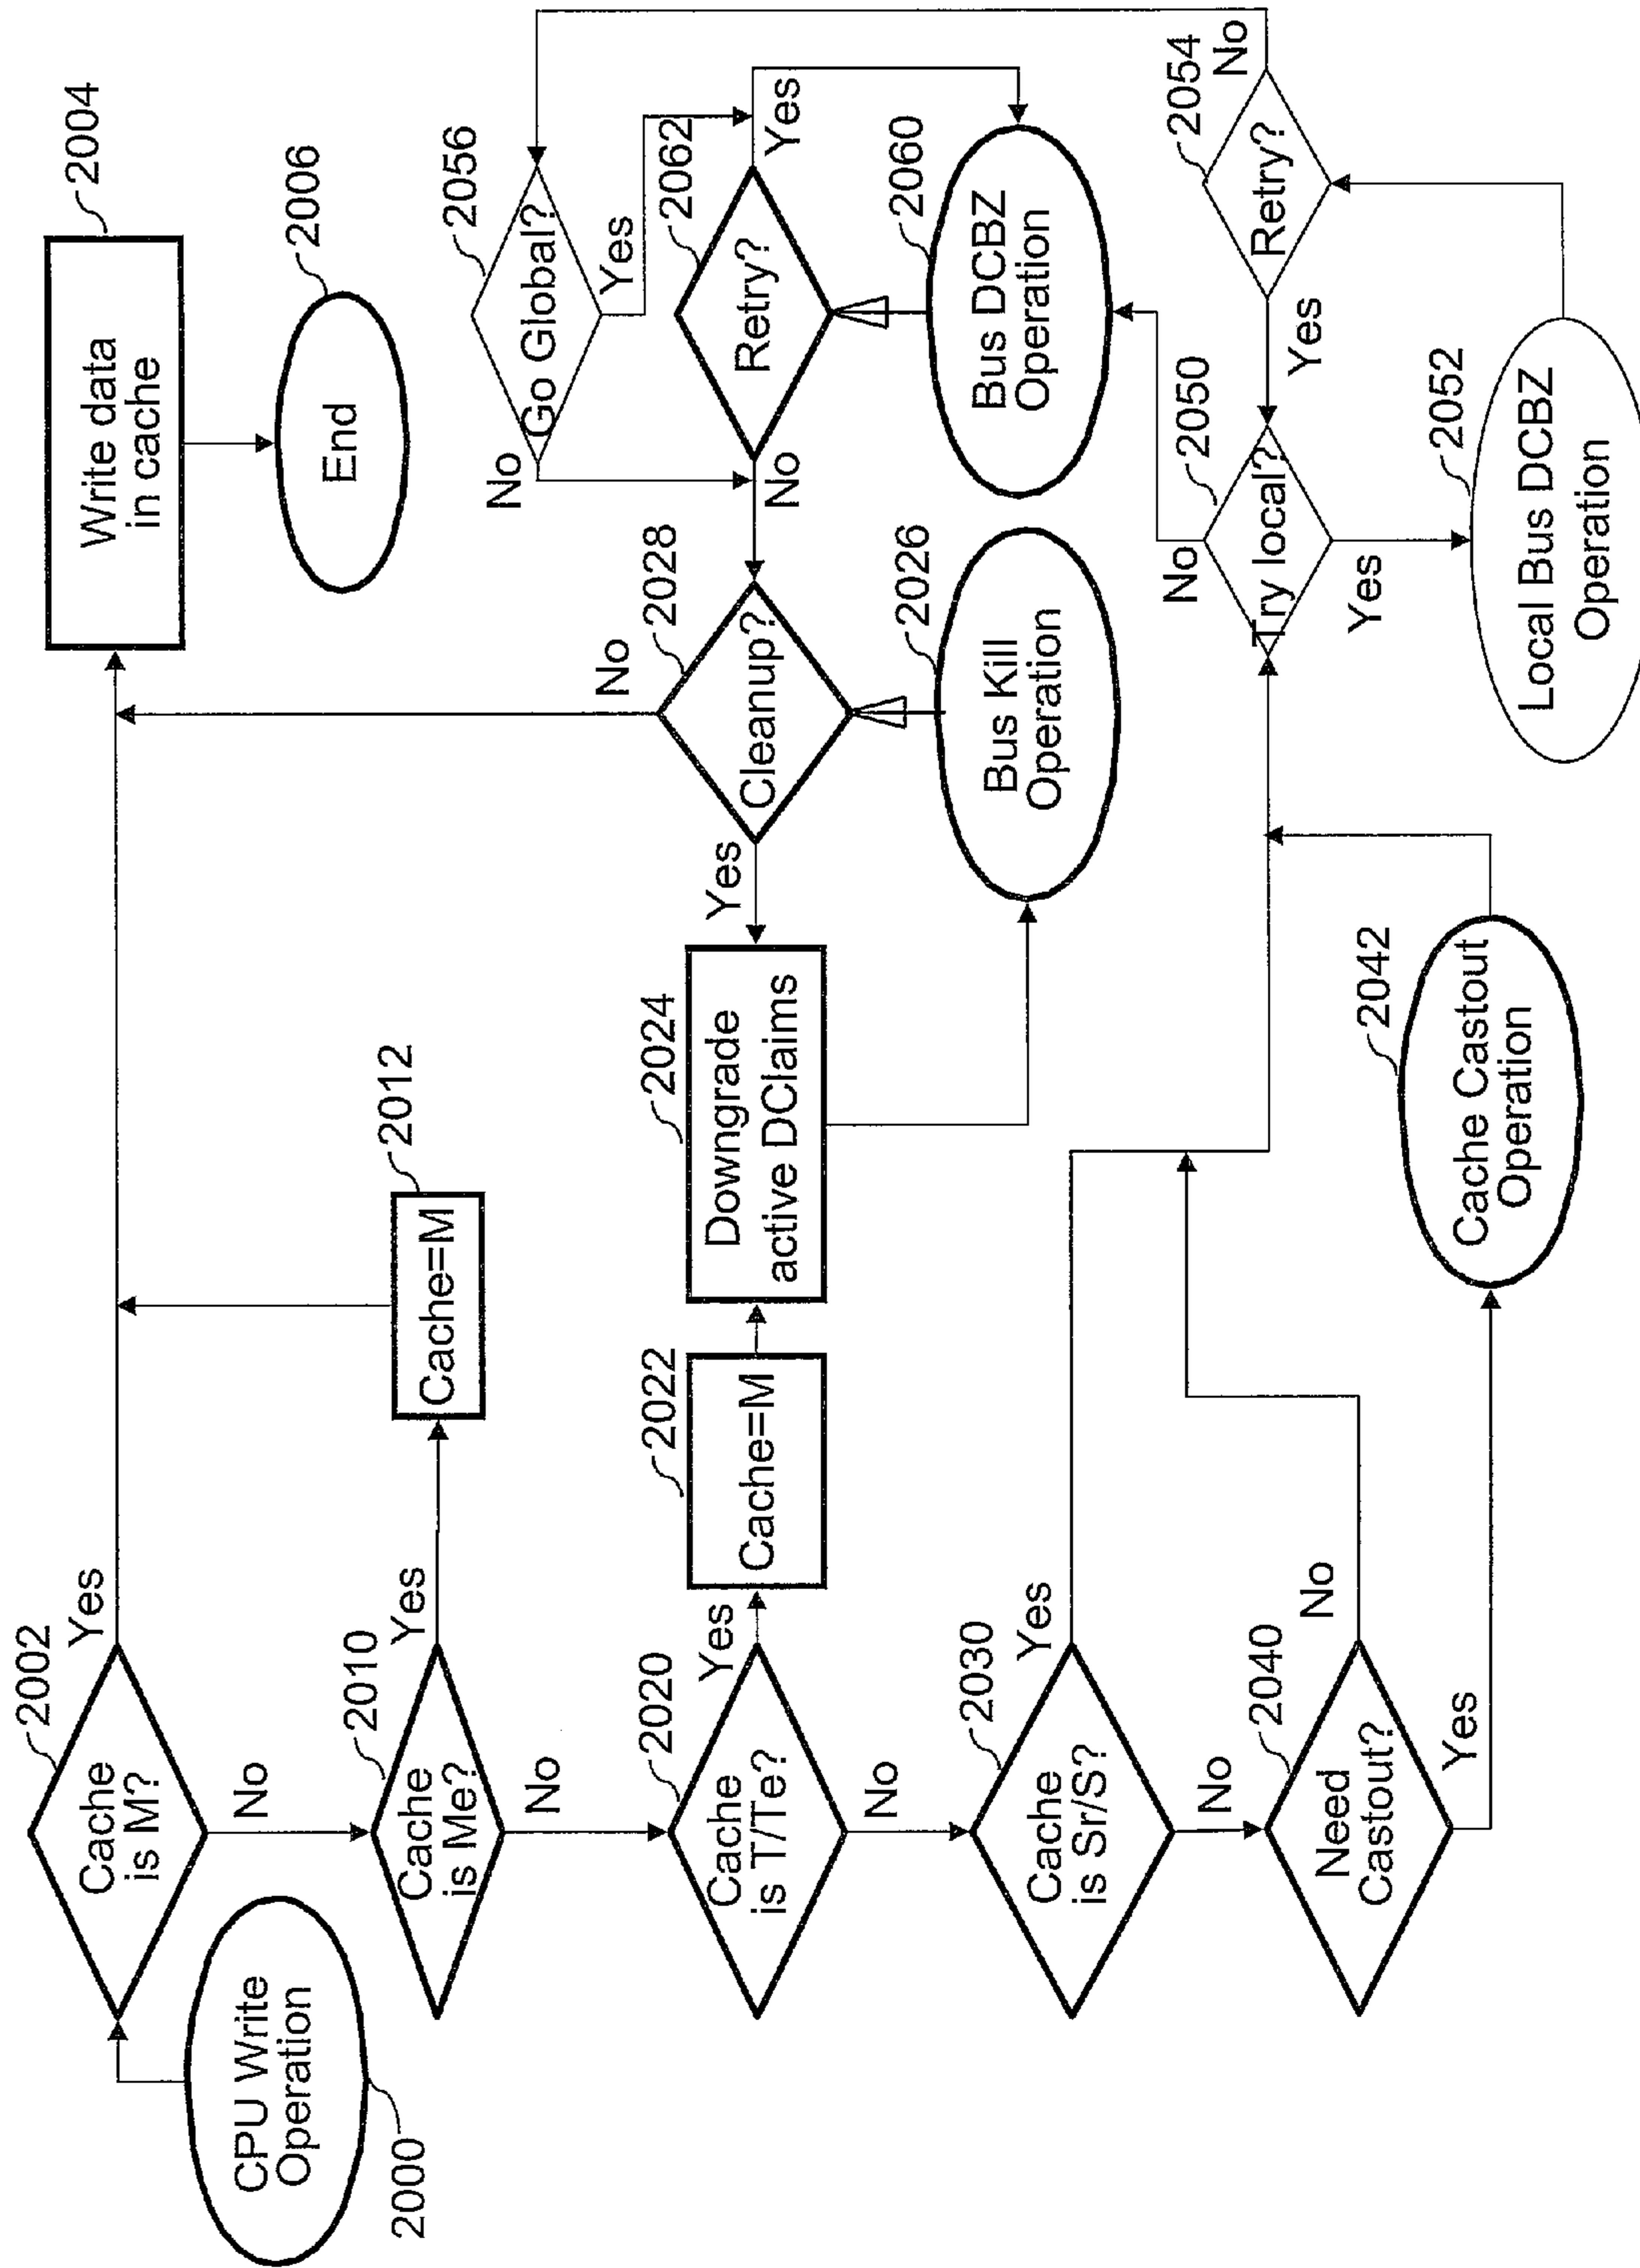 CPU Write
Operation
2000
Cache
is M?
2002
Yes
No
Write data
in cache
2004
End
2006
Cache
is Me?
2010
Yes
No
Cache=M
2012
Cache
is T/Te?
2020
Yes
No
Cache=M
2022
Downgrade
active DClaims
2024
Yes
Cleanup?
2028
No
Bus Kill
Operation
2026
No
Retry?
2062
Yes
Go Global?
2056
No
Yes
Bus DCBZ
Operation
2060
Cache
is Sr/S?
2030
Yes
No
Need
Castout?
2040
No
Yes
Cache Castout
Operation
2042
Try local?
2050
No
Yes
Yes
Retry?
2054
No
Local Bus DCBZ
Operation
2052